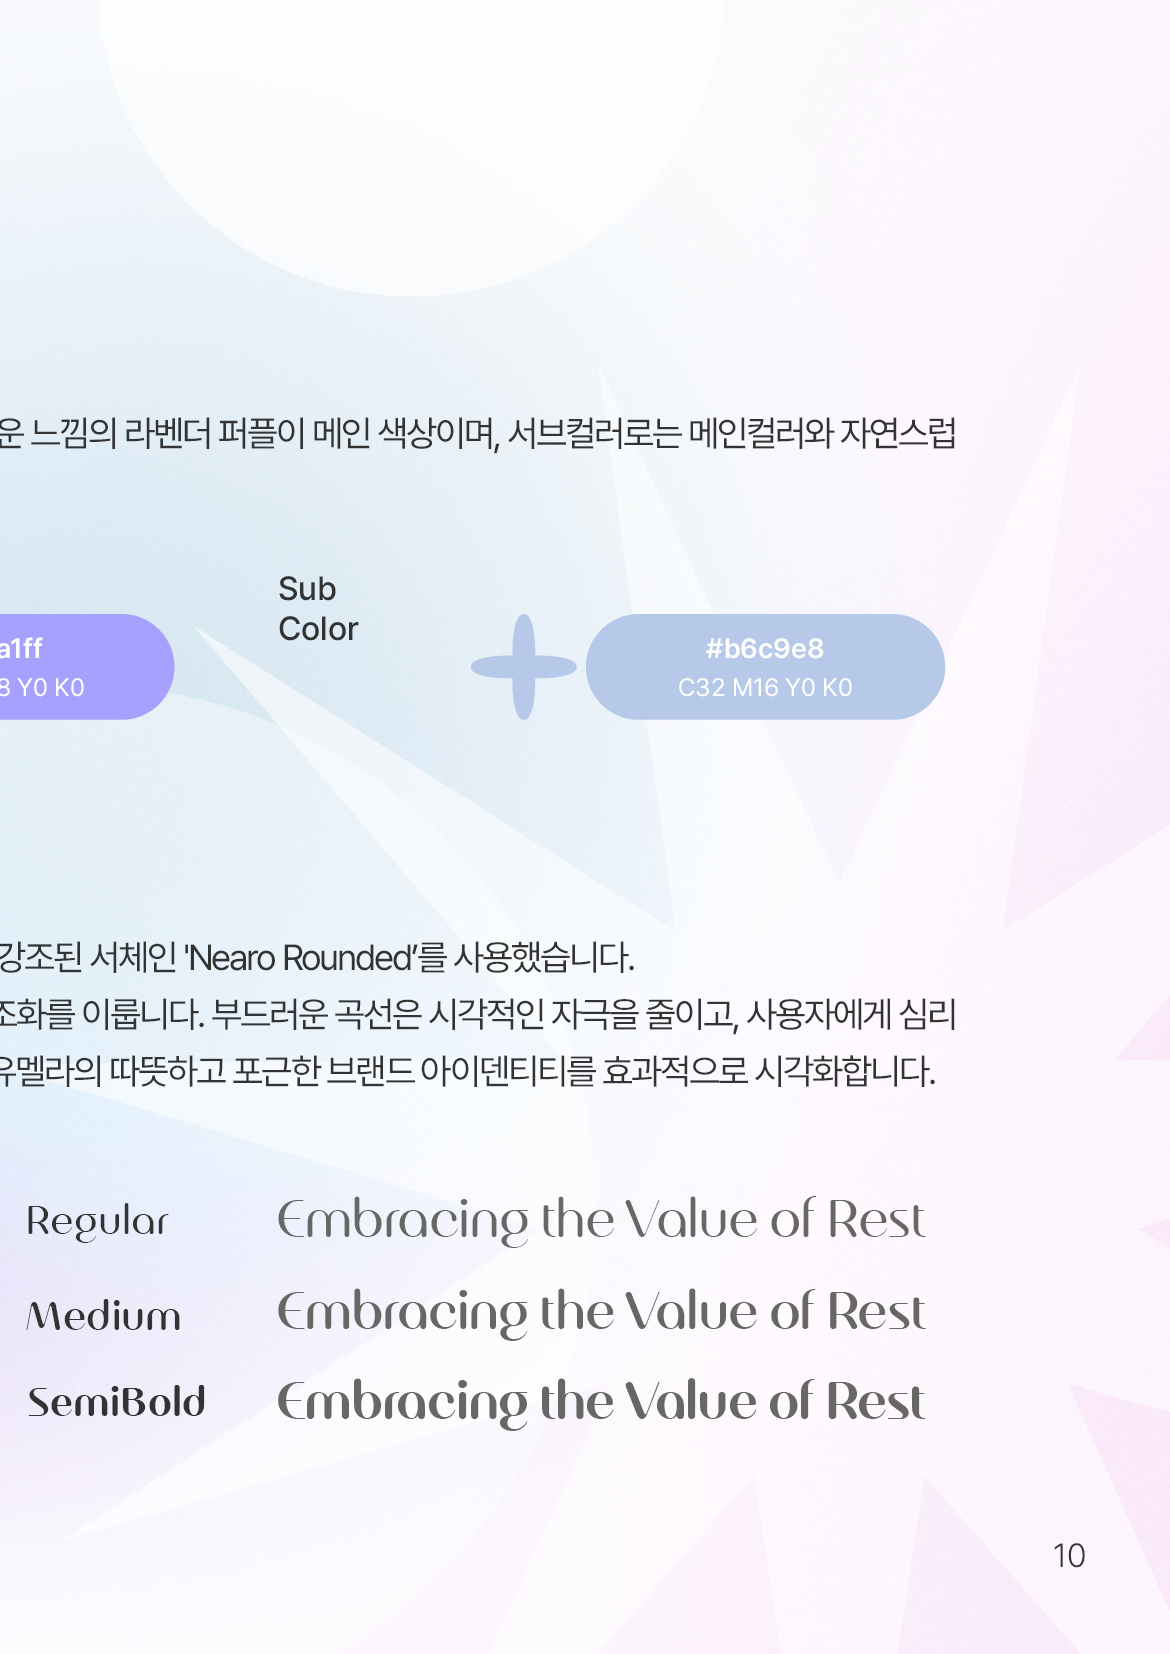 운 느낌의 라벤더 퍼플이 메인 색상이며, 서브컬러로는 메인컬러와 자연스럽
Sub
Color
a1ff
8 Y0 K0
#b6c9e8
C32 M16 Y0 K0
강조된 서체인 'Nearo Rounded’를 사용했습니다.
조화를 이룹니다. 부드러운 곡선은 시각적인 자극을 줄이고, 사용자에게 심리
유멜라의 따뜻하고 포근한 브랜드 아이덴티티를 효과적으로 시각화합니다.
Regular Embracing the Value of Rest
Medium Embracing the Value of Rest
SemiBold Embracing the Value of Rest
10